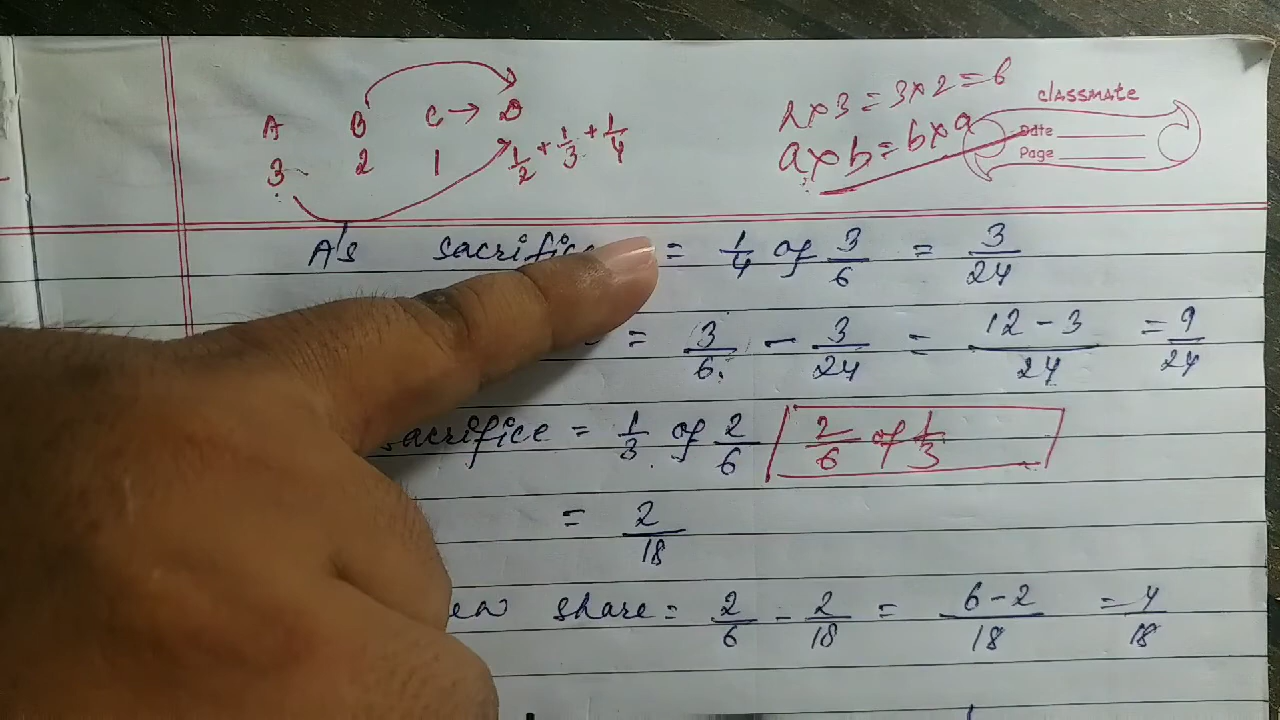 2 x 3 = 3 x 2 = 6
classmate
A B C → D
a x b = b x a
Date
Page
3 2 1 1/2 + 1/3 + 1/4
A's sacrifice = 1/4 of 3/6 = 3/24
= 3/6 - 3/24 = 12 - 3/24 = 9/24
sacrifice = 1/3 of 2/6 2/6 of 1/3
= 2/18
share = 2/6 - 2/18 = 6 - 2/18 = 4/18